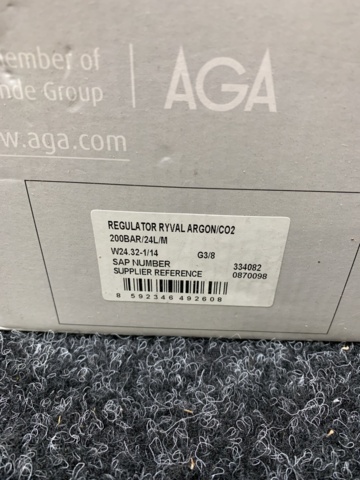 ember of
nde Group
AGA
w.aga.com
REGULATOR RYVAL ARGON/CO2
200BAR/24L/M
W24.32-1/14 G3/8
SAP NUMBER 334082
SUPPLIER REFERENCE 0870098
8 592346 492608